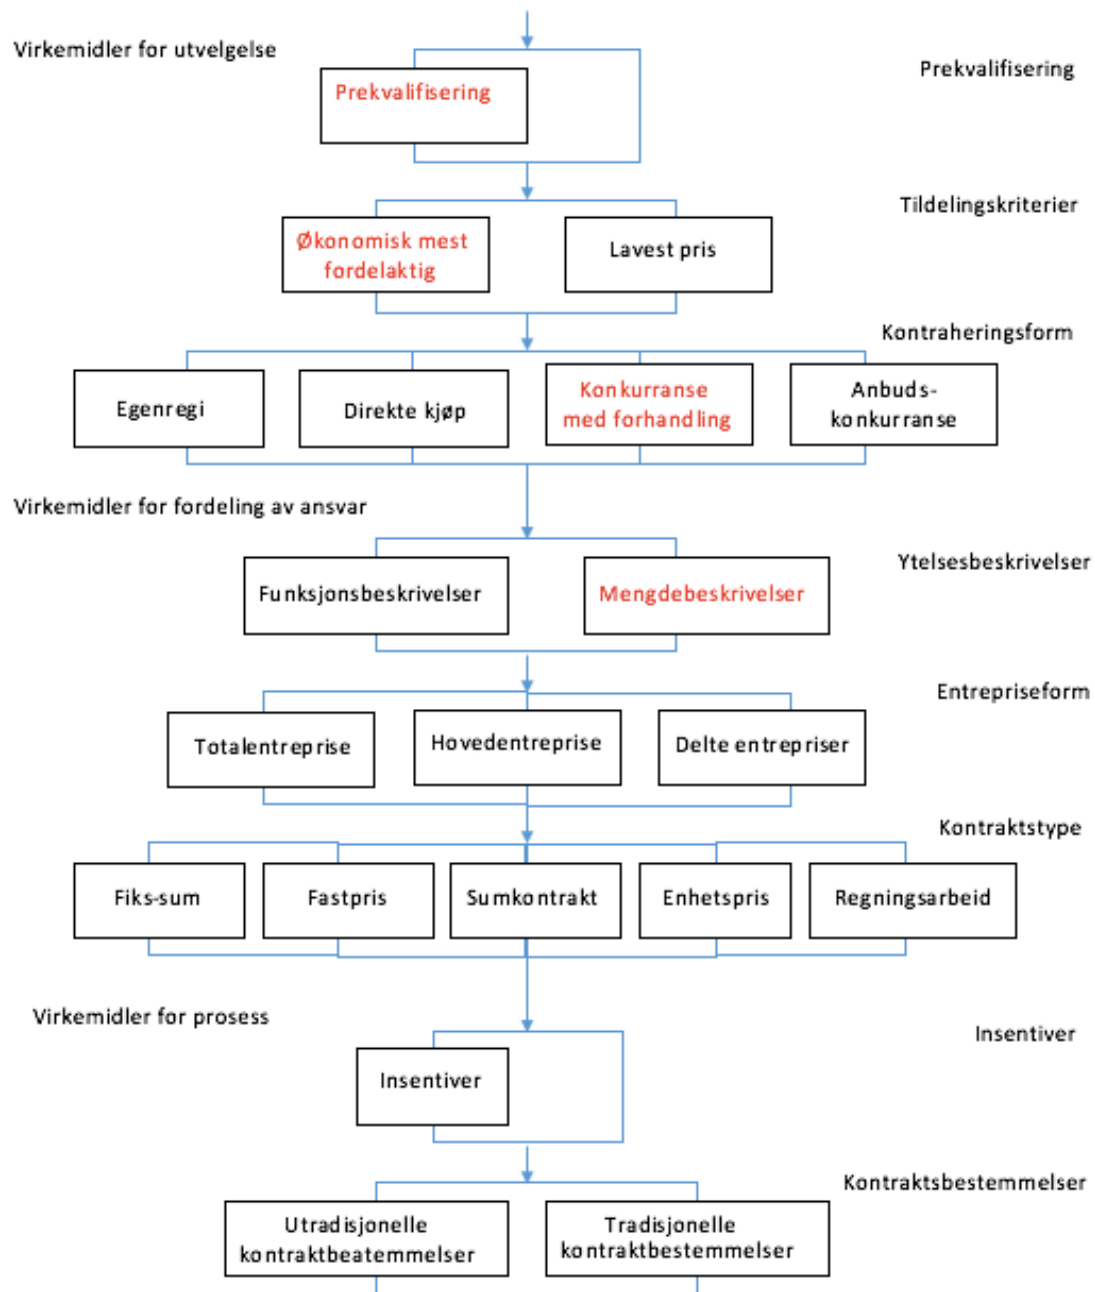 Virkemidler for utvelgelse
Prekvalifisering
Prekvalifisering
Tildelingskriterier
Økonomisk mest
fordelaktig
Lavest pris
Kontraheringsform
Egenregi
Direkte kjøp
Konkurranse
med forhandling
Anbuds-
konkurranse
Virkemidler for fordeling av ansvar
Ytelsesbeskrivelser
Funksjonsbeskrivelser
Mengdebeskrivelser
Entrepriseform
Totalentreprise
Hovedentreprise
Delte entrepriser
Kontraktstype
Fiks-sum
Fastpris
Sumkontrakt
Enhetspris
Regningsarbeid
Virkemidler for prosess
Insentiver
Insentiver
Kontraktsbestemmelser
Utradisjonelle
kontraktbeatemmelser
Tradisjonelle
kontraktbestemmelser